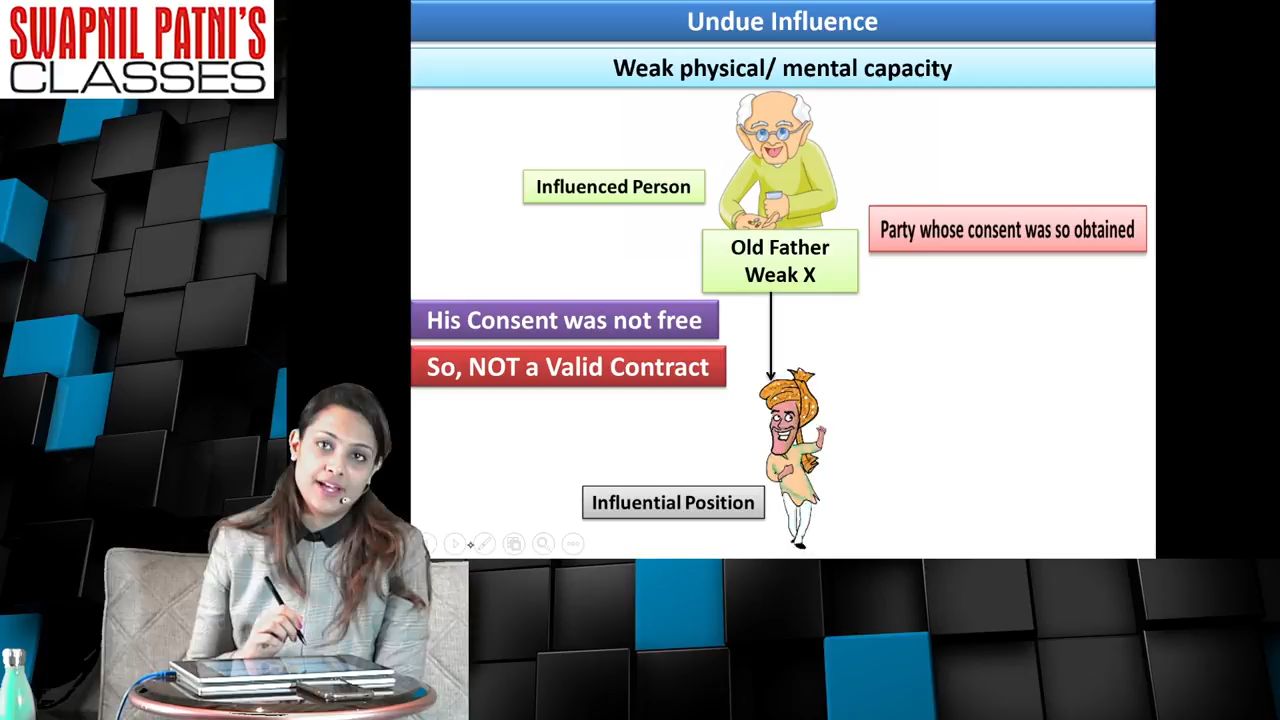 SWAPNIL PATNI'S
CLASSES
Undue Influence
Weak physical/ mental capacity
Influenced Person
Party whose consent was so obtained
Old Father
Weak X
His Consent was not free
So, NOT a Valid Contract
Influential Position